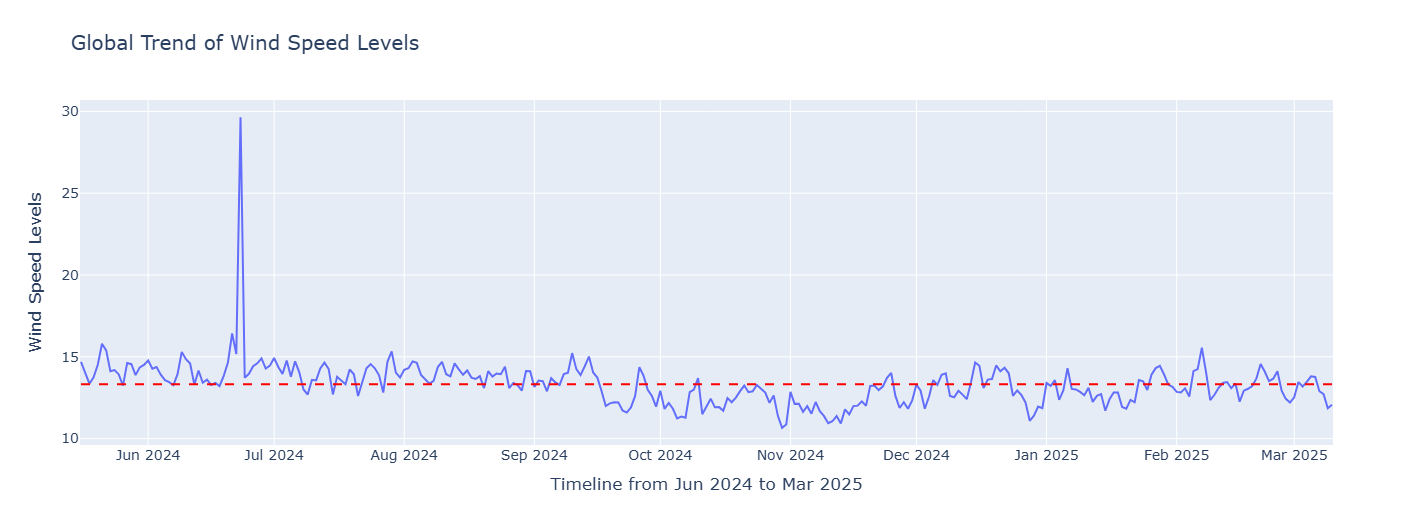 Global Trend of Wind Speed Levels
Wind Speed Levels
30
25
20
15
10
Jun 2024
Jul 2024
Aug 2024
Sep 2024
Oct 2024
Nov 2024
Dec 2024
Jan 2025
Feb 2025
Mar 2025
Timeline from Jun 2024 to Mar 2025